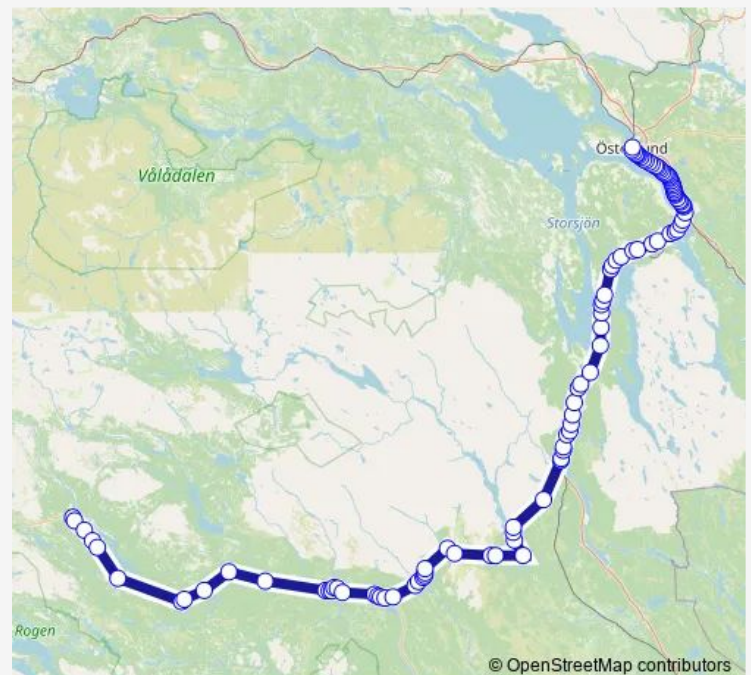 Östersund
Vålådalen
Storsjön
Rogen
© OpenStreetMap contributors